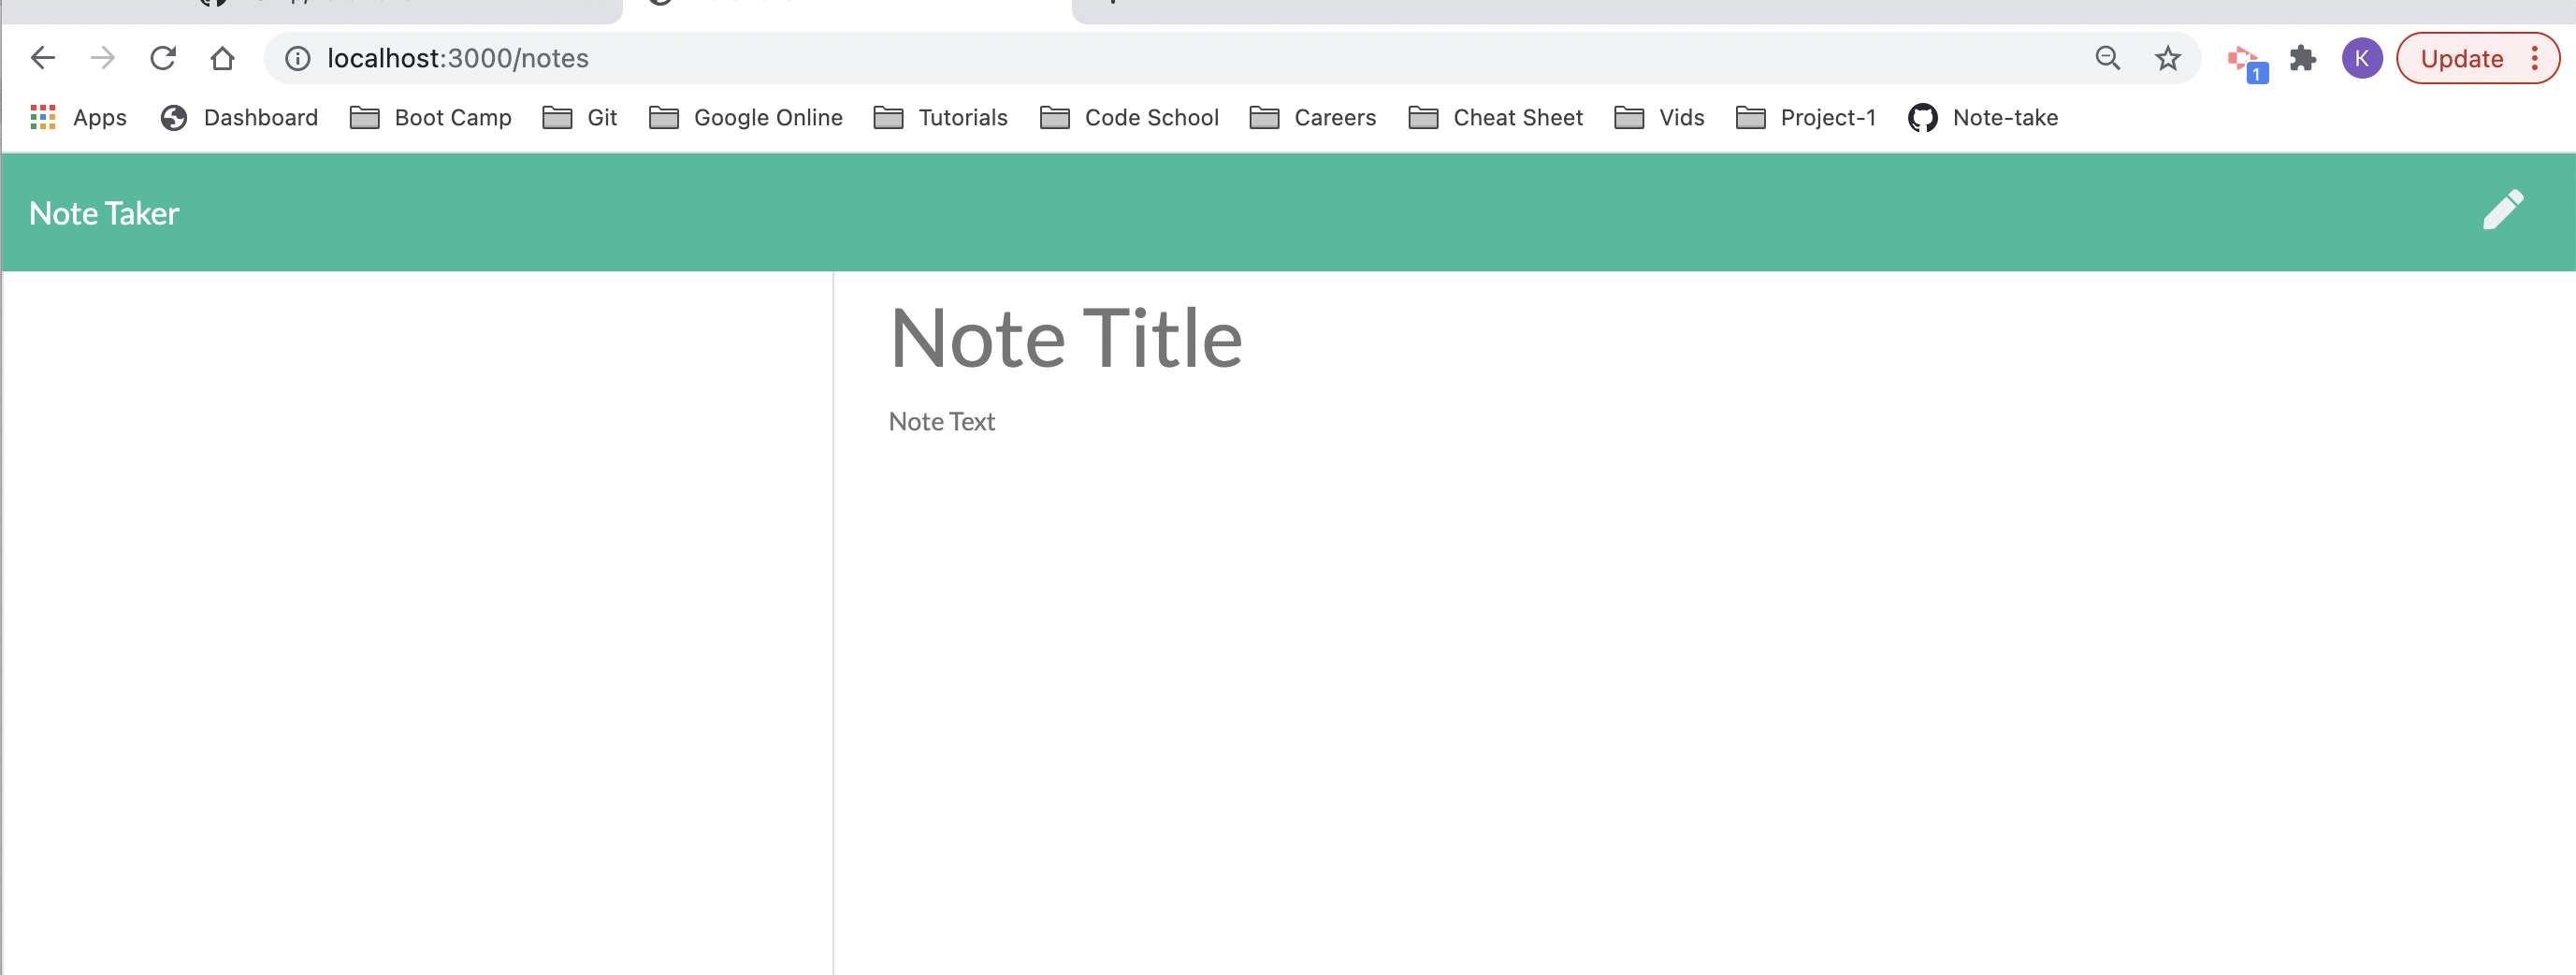 localhost:3000/notes
1
K
Update
Apps Dashboard Boot Camp Git Google Online Tutorials Code School Careers Cheat Sheet Vids Project-1 Note-take
Note Taker
Note Title
Note Text